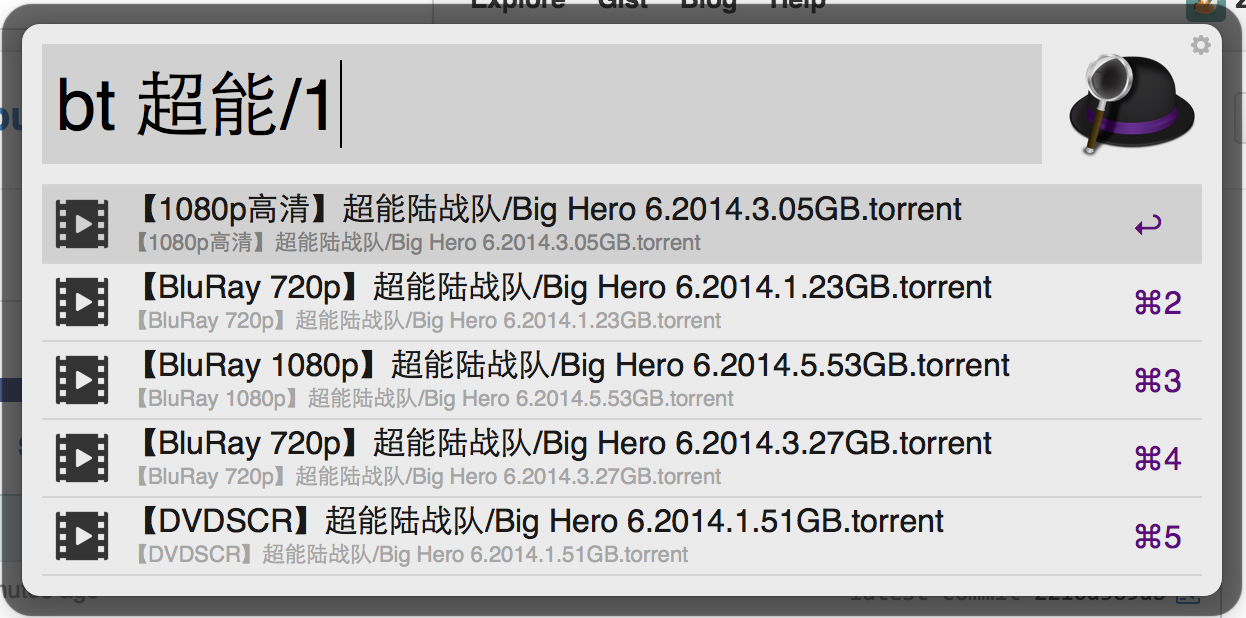 Explore Gist Blog Help
bt 超能/1
【1080p高清】超能陆战队/Big Hero 6.2014.3.05GB.torrent
【1080p高清】超能陆战队/Big Hero 6.2014.3.05GB.torrent
【BluRay 720p】超能陆战队/Big Hero 6.2014.1.23GB.torrent
⌘2
【BluRay 720p】超能陆战队/Big Hero 6.2014.1.23GB.torrent
【BluRay 1080p】超能陆战队/Big Hero 6.2014.5.53GB.torrent
⌘3
【BluRay 1080p】超能陆战队/Big Hero 6.2014.5.53GB.torrent
【BluRay 720p】超能陆战队/Big Hero 6.2014.3.27GB.torrent
⌘4
【BluRay 720p】超能陆战队/Big Hero 6.2014.3.27GB.torrent
【DVDSCR】超能陆战队/Big Hero 6.2014.1.51GB.torrent
⌘5
【DVDSCR】超能陆战队/Big Hero 6.2014.1.51GB.torrent
latest commit